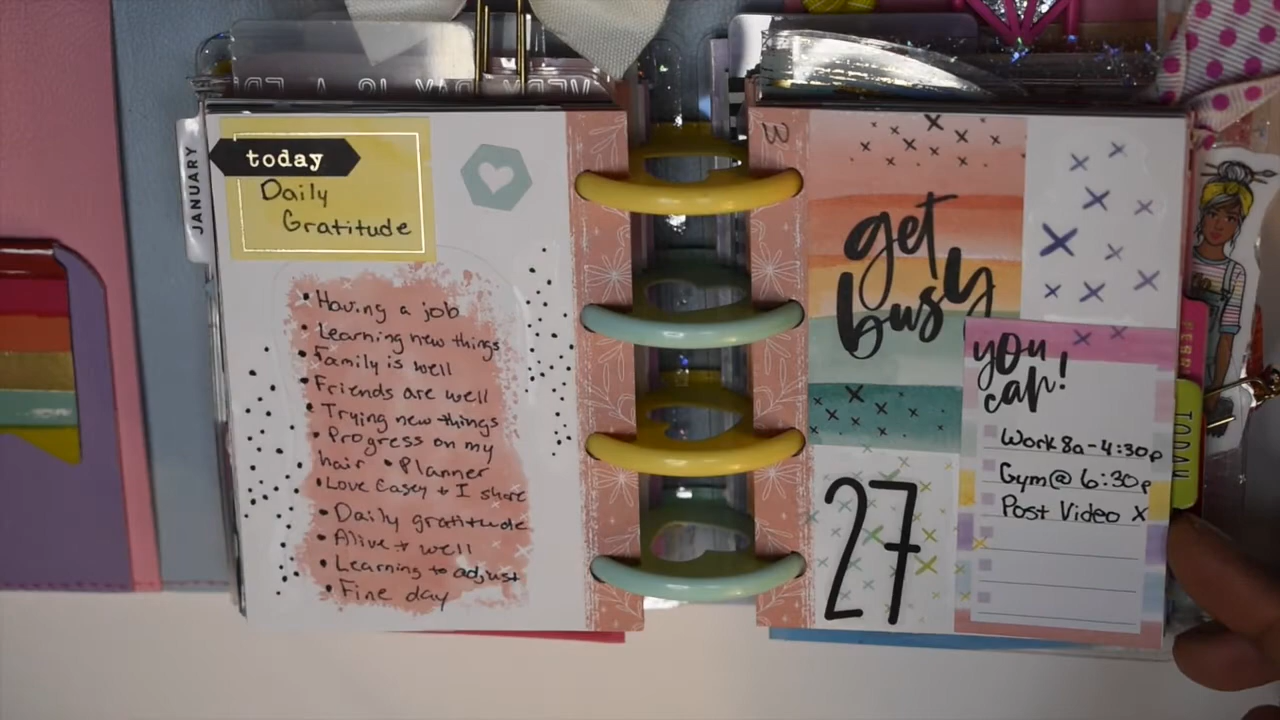 JANUARY
today
Daily
Gratitude
• Having a job
• Learning new things
• Family is well
• Friends are well
• Trying new things
• Progress on my
hair • Planner
• Love Casey + I share
• Daily gratitude
• Alive + well
• Learning to adjust
• Fine day
3
get
busy
you
can!
Work 8a-4:30p
Gym@ 6:30p
Post Video X
27
TODAY